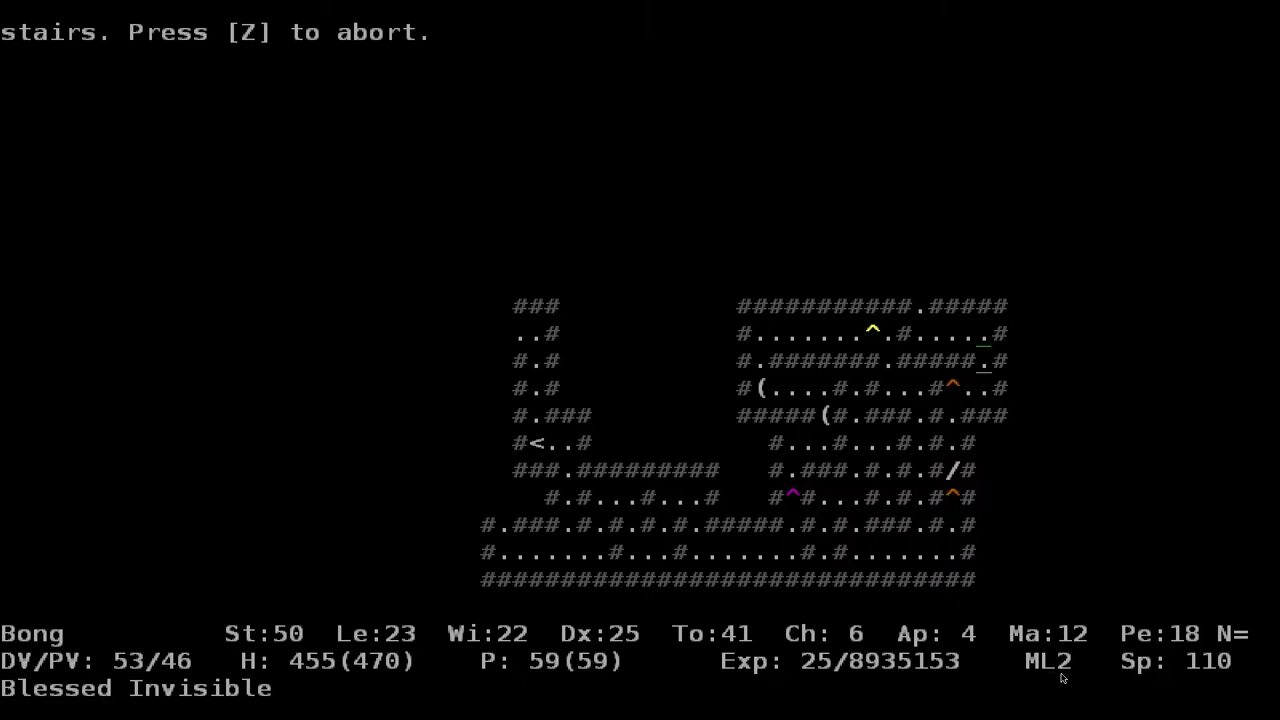 stairs. Press [Z] to abort.
###           ###########.#####
..#           #.......^.#....._#
#.#           #.#######.#####._#
#.#           #(....#.#...#^..#
#.###         #####(#.###.#.###
#<..#           #...#...#.#.#
###.#########   #.###.#.#.#/#
#.#...#...#   #^#...#.#.#^#
#.###.#.#.#.#####.#.#.###.#.#
#.......#...#.......#.#.......#
###############################
Bong St:50 Le:23 Wi:22 Dx:25 To:41 Ch: 6 Ap: 4 Ma:12 Pe:18 N=
DV/PV: 53/46 H: 455(470) P: 59(59) Exp: 25/8935153 ML2 Sp: 110
Blessed Invisible